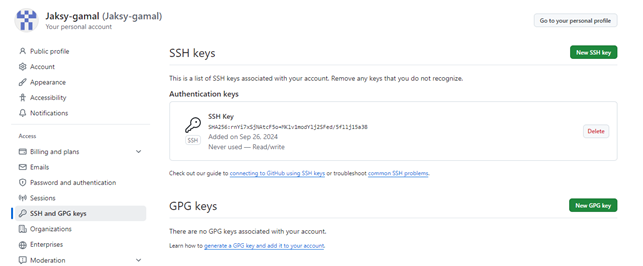 Jaksy-gamal (Jaksy-gamal)
Your personal account
Go to your personal profile
Public profile
Account
Appearance
Accessibility
Notifications
Access
Billing and plans
Emails
Password and authentication
Sessions
SSH and GPG keys
Organizations
Enterprises
Moderation
SSH keys
New SSH key
This is a list of SSH keys associated with your account. Remove any keys that you do not recognize.
Authentication keys
SSH Key
SSH
Added on Sep 26, 2024
Never used — Read/write
Delete
Check out our guide to connecting to GitHub using SSH keys or troubleshoot common SSH problems.
GPG keys
New GPG key
There are no GPG keys associated with your account.
Learn how to generate a GPG key and add it to your account.